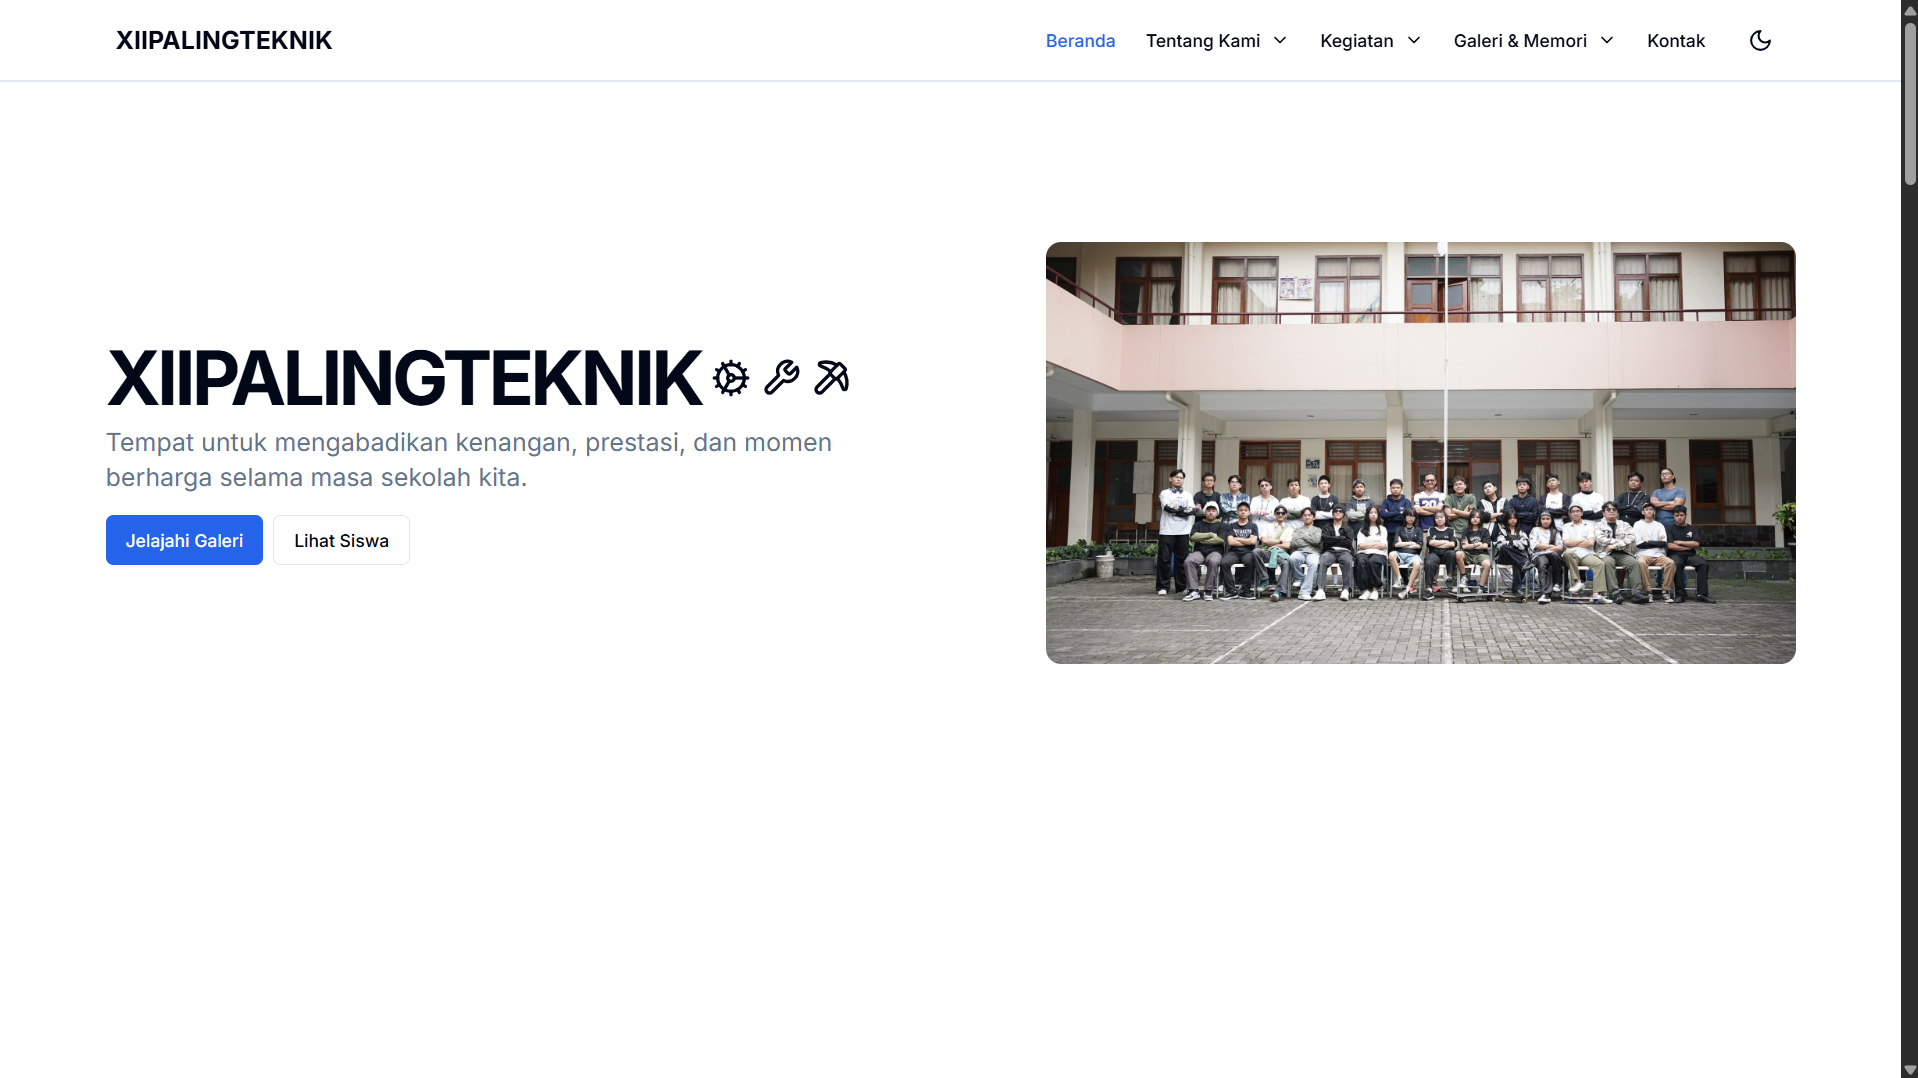 XIIPALINGTEKNIK
Beranda
Tentang Kami
Kegiatan
Galeri & Memori
Kontak
XIIPALINGTEKNIK
Tempat untuk mengabadikan kenangan, prestasi, dan momen
berharga selama masa sekolah kita.
Jelajahi Galeri
Lihat Siswa